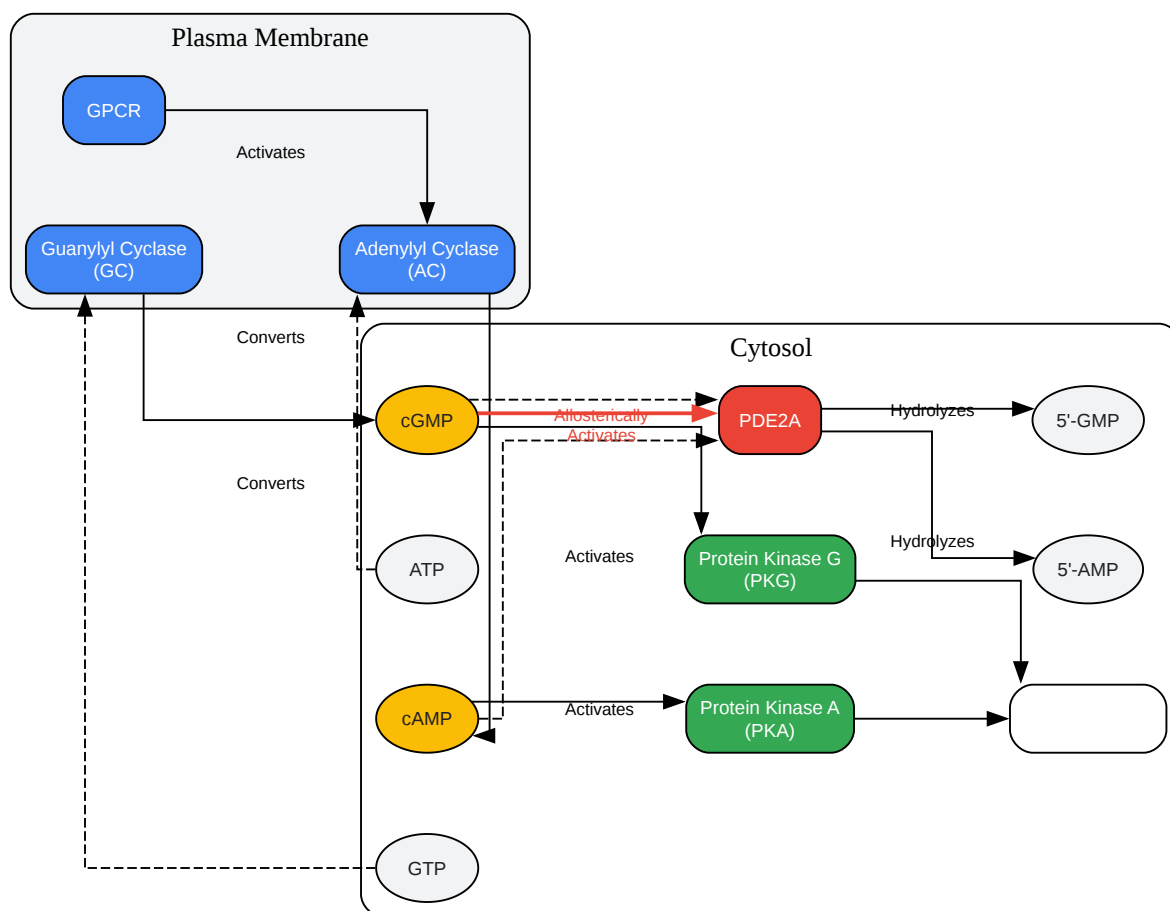 Plasma Membrane
GPCR
Activates
Guanylyl Cyclase
(GC)
Adenylyl Cyclase
(AC)
Converts
Cytosol
cGMP
Allosterically
Activates
PDE2A
Hydrolyzes
5'-GMP
Converts
ATP
Activates
Protein Kinase G
(PKG)
Hydrolyzes
5'-AMP
cAMP
Activates
Protein Kinase A
(PKA)
GTP